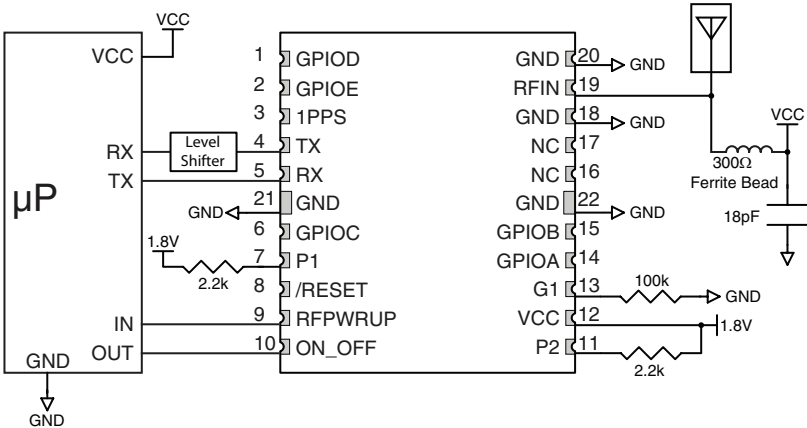 VCC
VCC
RX
Level
Shifter
TX
µP
IN
OUT
GND
GND
1 GPIOD
2 GPIOE
3 1PPS
4 TX
5 RX
GND 21 GND
6 GPIOC
1.8V
7 P1
2.2k
8 /RESET
9 RFPWRUP
10 ON_OFF
GND 20 GND
RFIN 19
GND 18 GND
NC 17
NC 16
GND 22 GND
GPIOB 15
GPIOA 14
G1 13 100k GND
VCC 12 1.8V
P2 11
2.2k
VCC
300Ω
Ferrite Bead
18pF